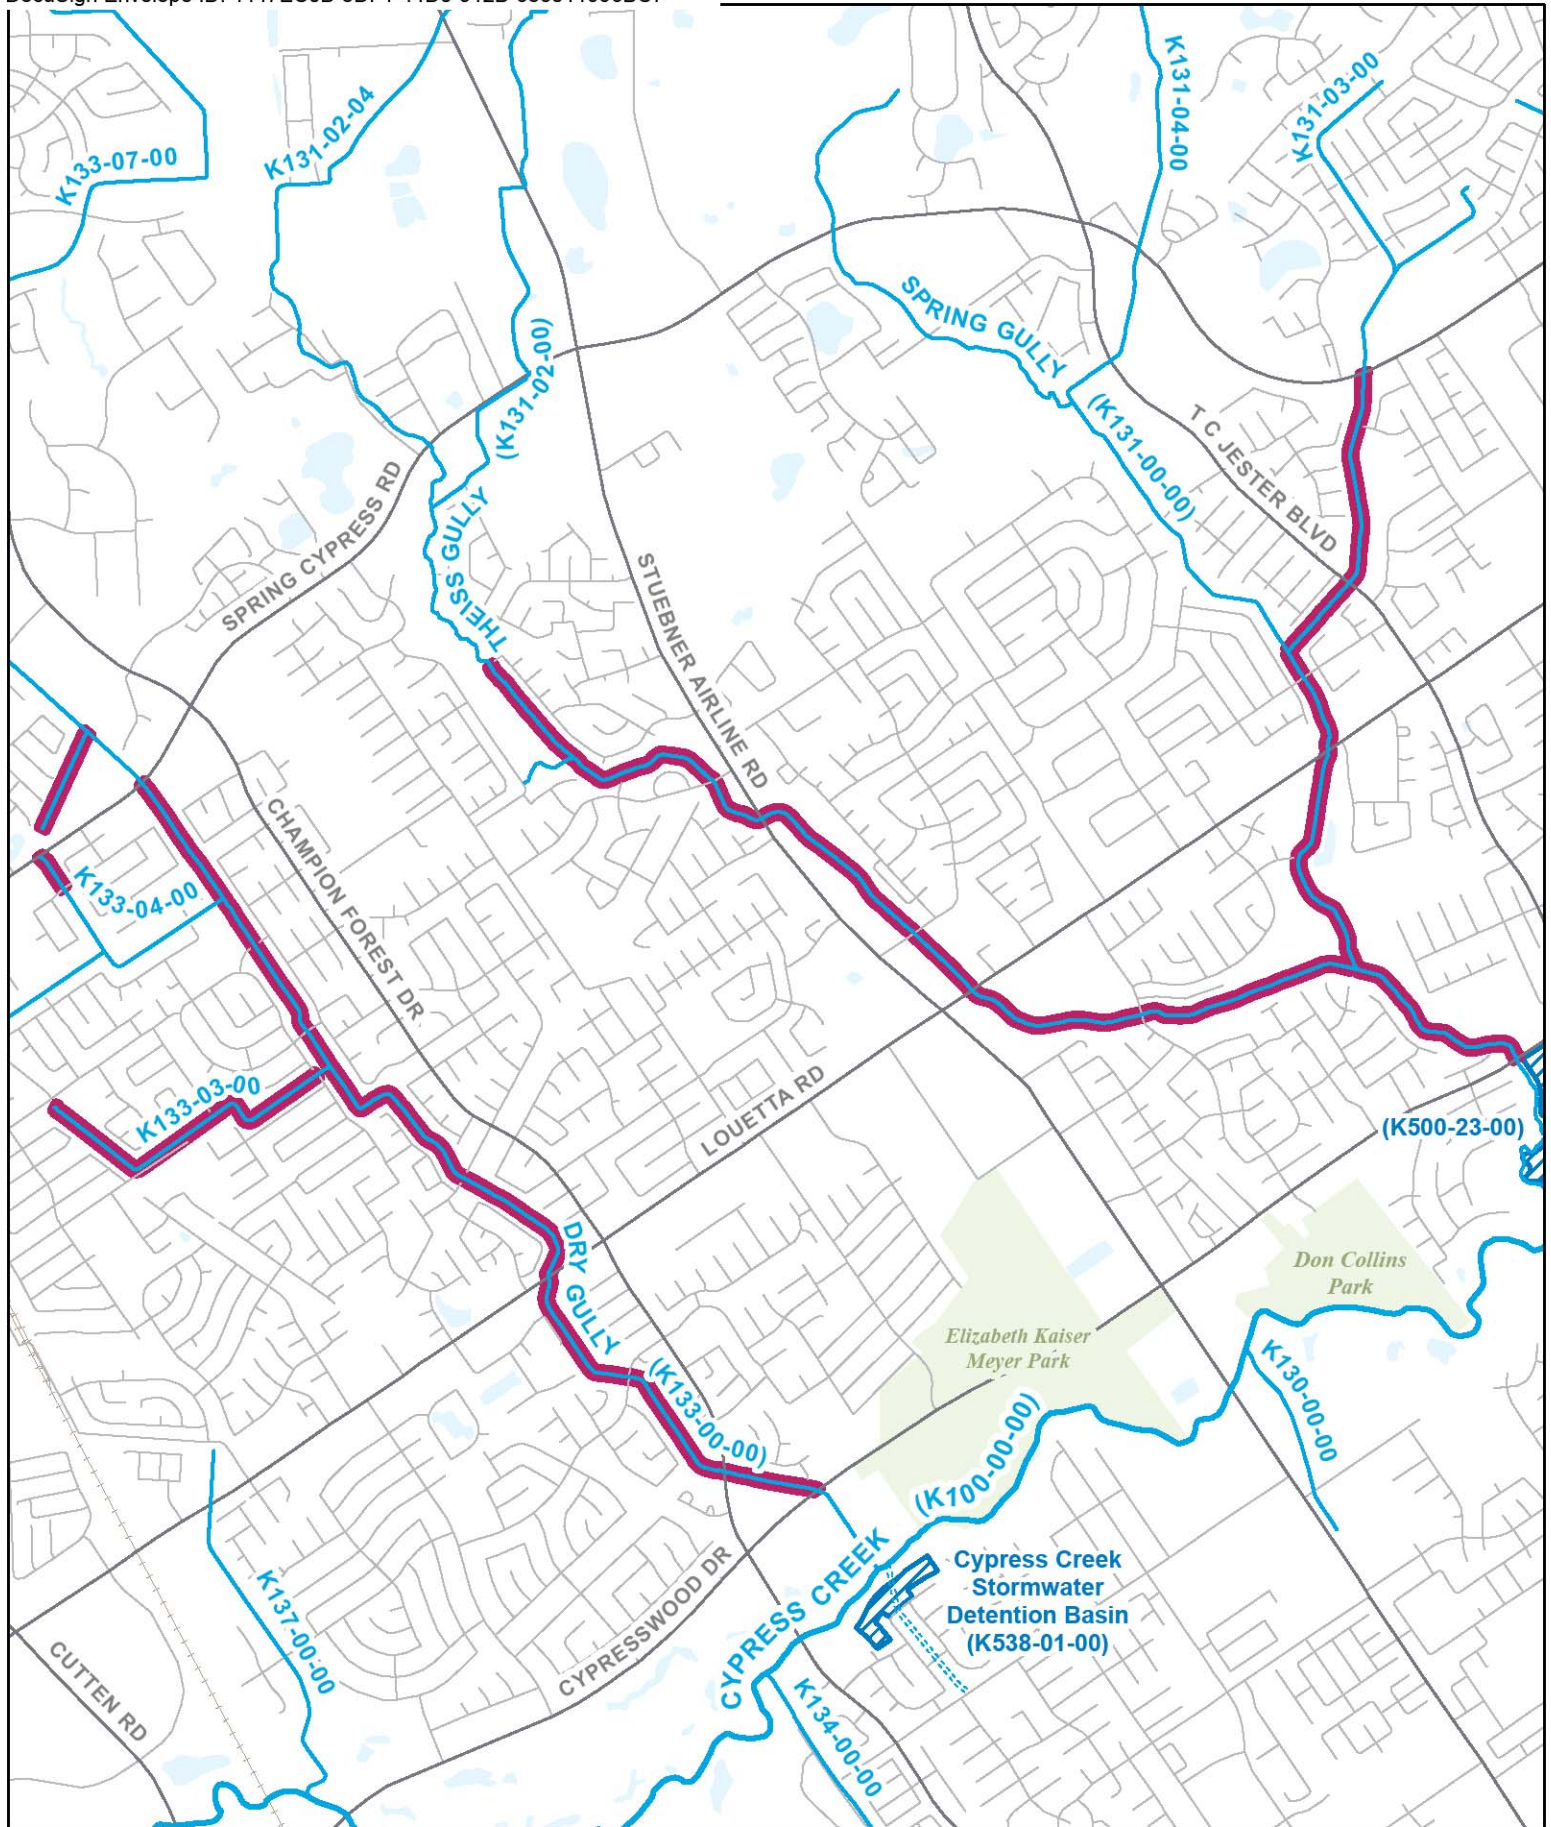 K131-04-00
K131-03-00
K131-02-04
K133-07-00
SPRING GULLY
(K131-02-00)
(K131-00-00)
T C JESTER BLVD
SPRING CYPRESS RD
THEISS GULLY
STUEBNER AIRLINE RD
CHAMPION FOREST DR
K133-04-00
K133-03-00
LOUETTA RD
(K500-23-00)
DRY GULLY
Don Collins
Park
Elizabeth Kaiser
Meyer Park
(K133-00-00)
K130-00-00
(K100-00-00)
CYPRESS CREEK
Cypress Creek
Stormwater
Detention Basin
(K538-01-00)
K137-00-00
CYPRESSWOOD DR
CUTTEN RD
K134-00-00